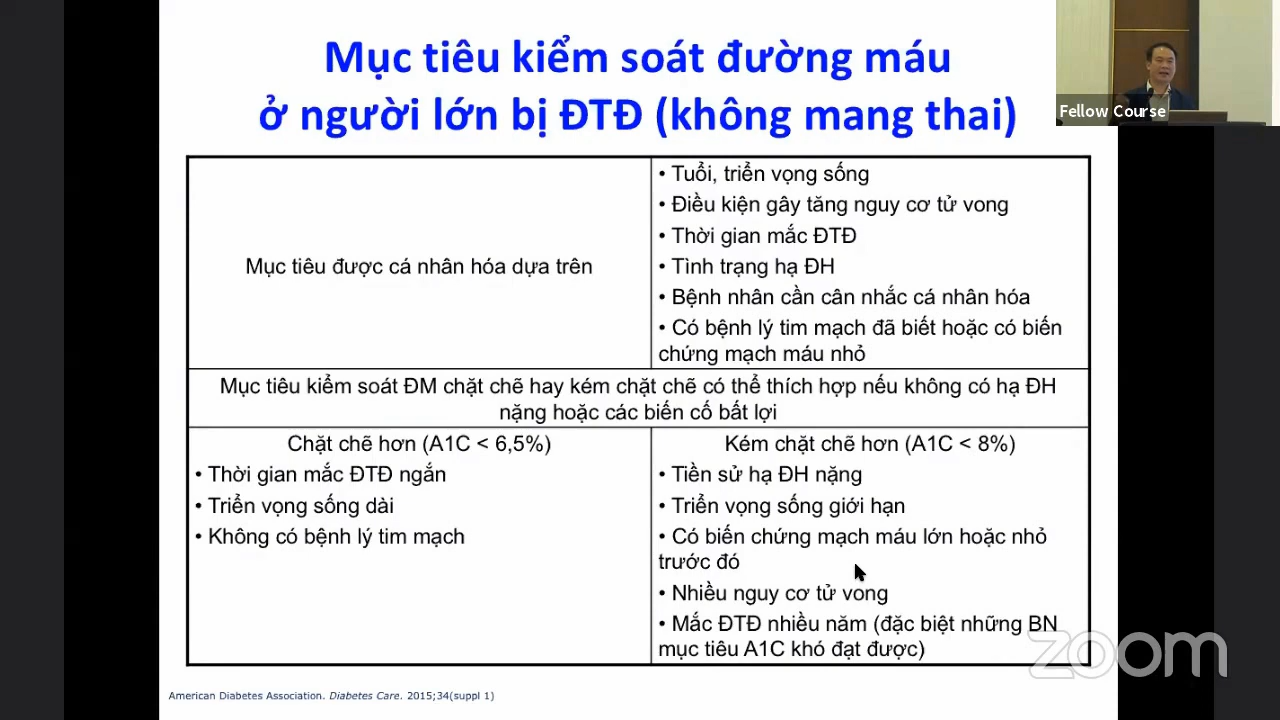 Mục tiêu kiểm soát đường máu
ở người lớn bị ĐTĐ (không mang thai)
Fellow Course
Mục tiêu được cá nhân hóa dựa trên
• Tuổi, triển vọng sống
• Điều kiện gây tăng nguy cơ tử vong
• Thời gian mắc ĐTĐ
• Tình trạng hạ ĐH
• Bệnh nhân cần cân nhắc cá nhân hóa
• Có bệnh lý tim mạch đã biết hoặc có biến
chứng mạch máu nhỏ
Mục tiêu kiểm soát ĐM chặt chẽ hay kém chặt chẽ có thể thích hợp nếu không có hạ ĐH
nặng hoặc các biến cố bất lợi
Chặt chẽ hơn (A1C < 6,5%)
• Thời gian mắc ĐTĐ ngắn
• Triển vọng sống dài
• Không có bệnh lý tim mạch
Kém chặt chẽ hơn (A1C < 8%)
• Tiền sử hạ ĐH nặng
• Triển vọng sống giới hạn
• Có biến chứng mạch máu lớn hoặc nhỏ
trước đó
• Nhiều nguy cơ tử vong
• Mắc ĐTĐ nhiều năm (đặc biệt những BN
mục tiêu A1C khó đạt được)
zoom
American Diabetes Association. Diabetes Care. 2015;34(suppl 1)